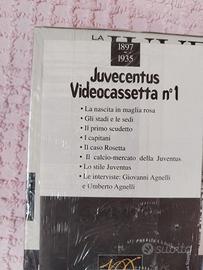 LA JUVE
1897
1935
Juvecentus
Videocassetta n°1
• La nascita in maglia rosa
• Gli stadi e le sedi
• Il primo scudetto
• I capitani
• Il caso Rosetta
• Il calcio-mercato della Juventus
• Lo stile Juventus
• Le interviste: Giovanni Agnelli
e Umberto Agnelli
subito